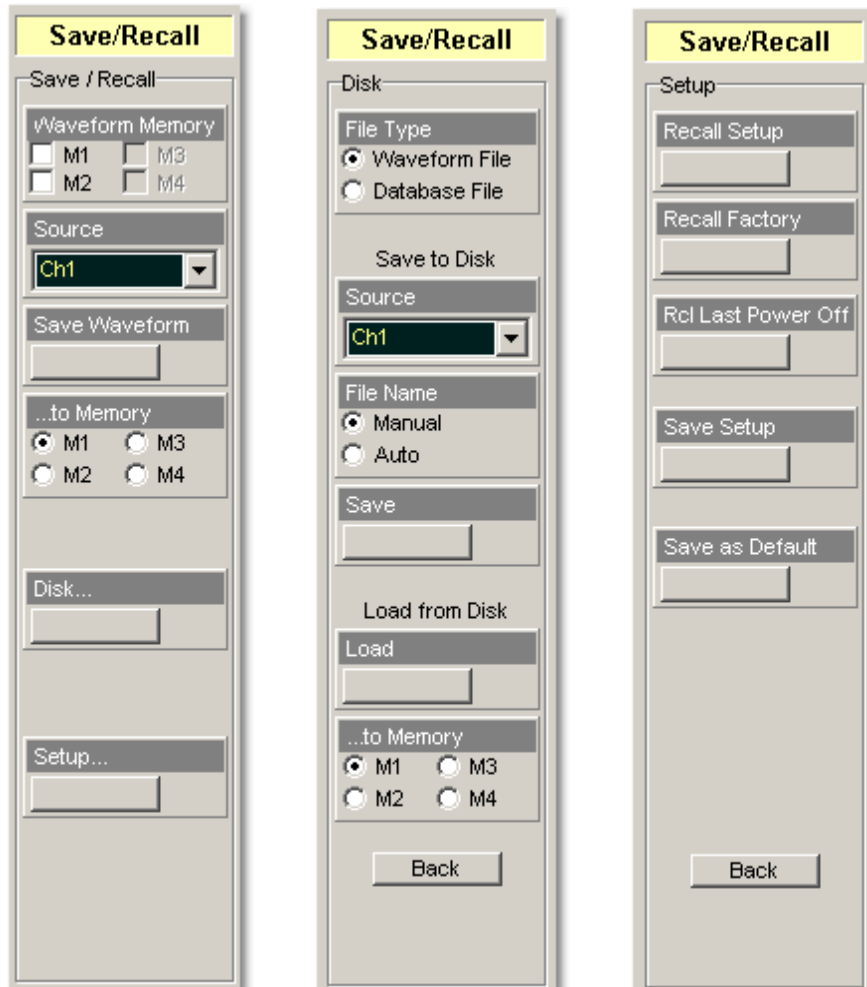 Save/Recall
Save / Recall
Waveform Memory
M1 M3
M2 M4
Source
Ch1
Save Waveform
...to Memory
M1 M3
M2 M4
Disk...
Setup...
Save/Recall
Disk
File Type
Waveform File
Database File
Save to Disk
Source
Ch1
File Name
Manual
Auto
Save
Load from Disk
Load
...to Memory
M1 M3
M2 M4
Back
Save/Recall
Setup
Recall Setup
Recall Factory
Rcl Last Power Off
Save Setup
Save as Default
Back